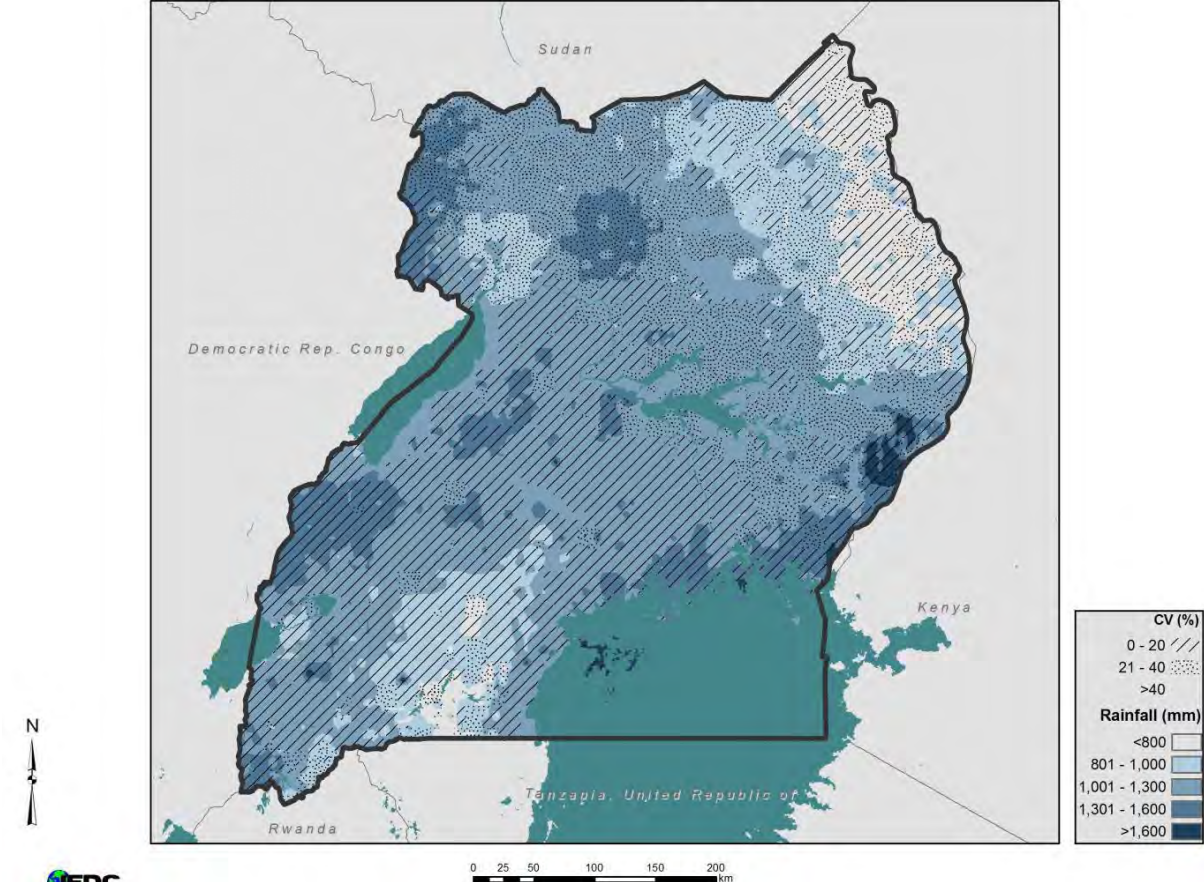 Sudan
Democratic Rep. Congo
Kenya
Tanzania, United Republic of
Rwanda
N
CV (%)
0 - 20
21 - 40
>40
Rainfall (mm)
<800
801 - 1,000
1,001 - 1,300
1,301 - 1,600
>1,600
0 25 50 100 150 200
km